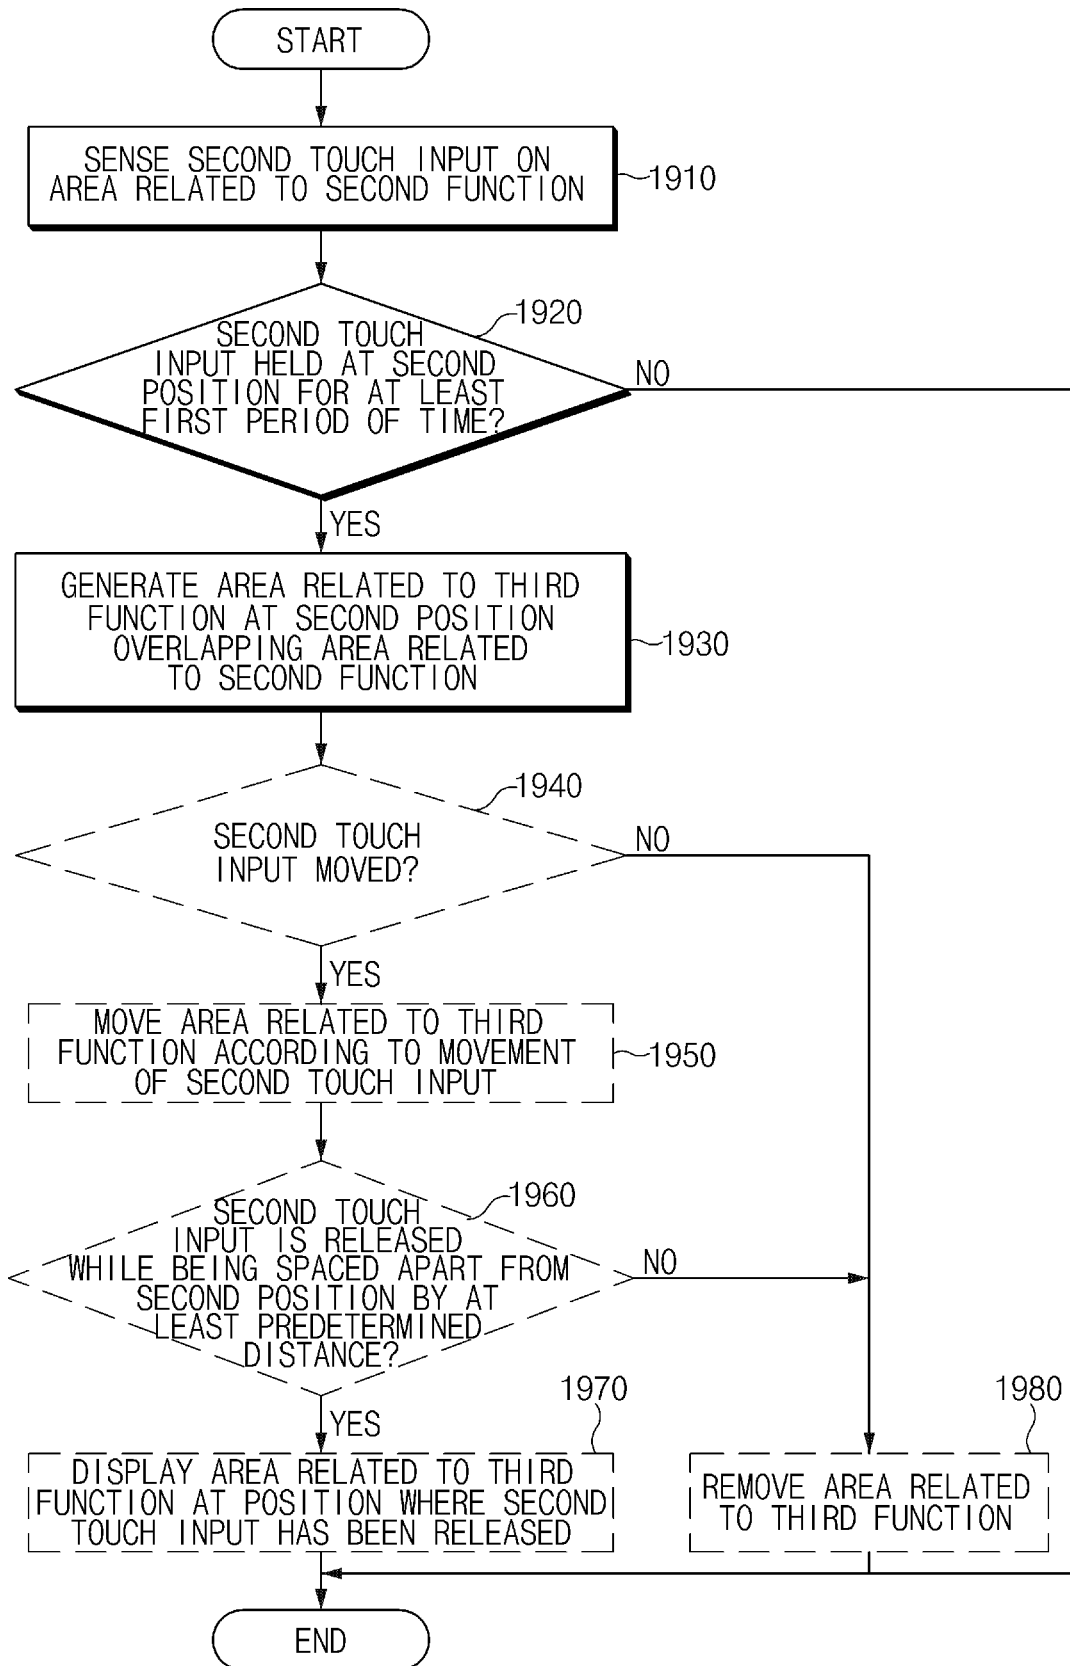 START
SENSE SECOND TOUCH INPUT ON
AREA RELATED TO SECOND FUNCTION
1910
1920
SECOND TOUCH
INPUT HELD AT SECOND
POSITION FOR AT LEAST
FIRST PERIOD OF TIME?
NO
YES
GENERATE AREA RELATED TO THIRD
FUNCTION AT SECOND POSITION
OVERLAPPING AREA RELATED
TO SECOND FUNCTION
1930
1940
SECOND TOUCH
INPUT MOVED?
NO
YES
MOVE AREA RELATED TO THIRD
FUNCTION ACCORDING TO MOVEMENT
OF SECOND TOUCH INPUT
1950
1960
SECOND TOUCH
INPUT IS RELEASED
WHILE BEING SPACED APART FROM
SECOND POSITION BY AT
LEAST PREDETERMINED
DISTANCE?
NO
YES
1970
DISPLAY AREA RELATED TO THIRD
FUNCTION AT POSITION WHERE SECOND
TOUCH INPUT HAS BEEN RELEASED
1980
REMOVE AREA RELATED
TO THIRD FUNCTION
END